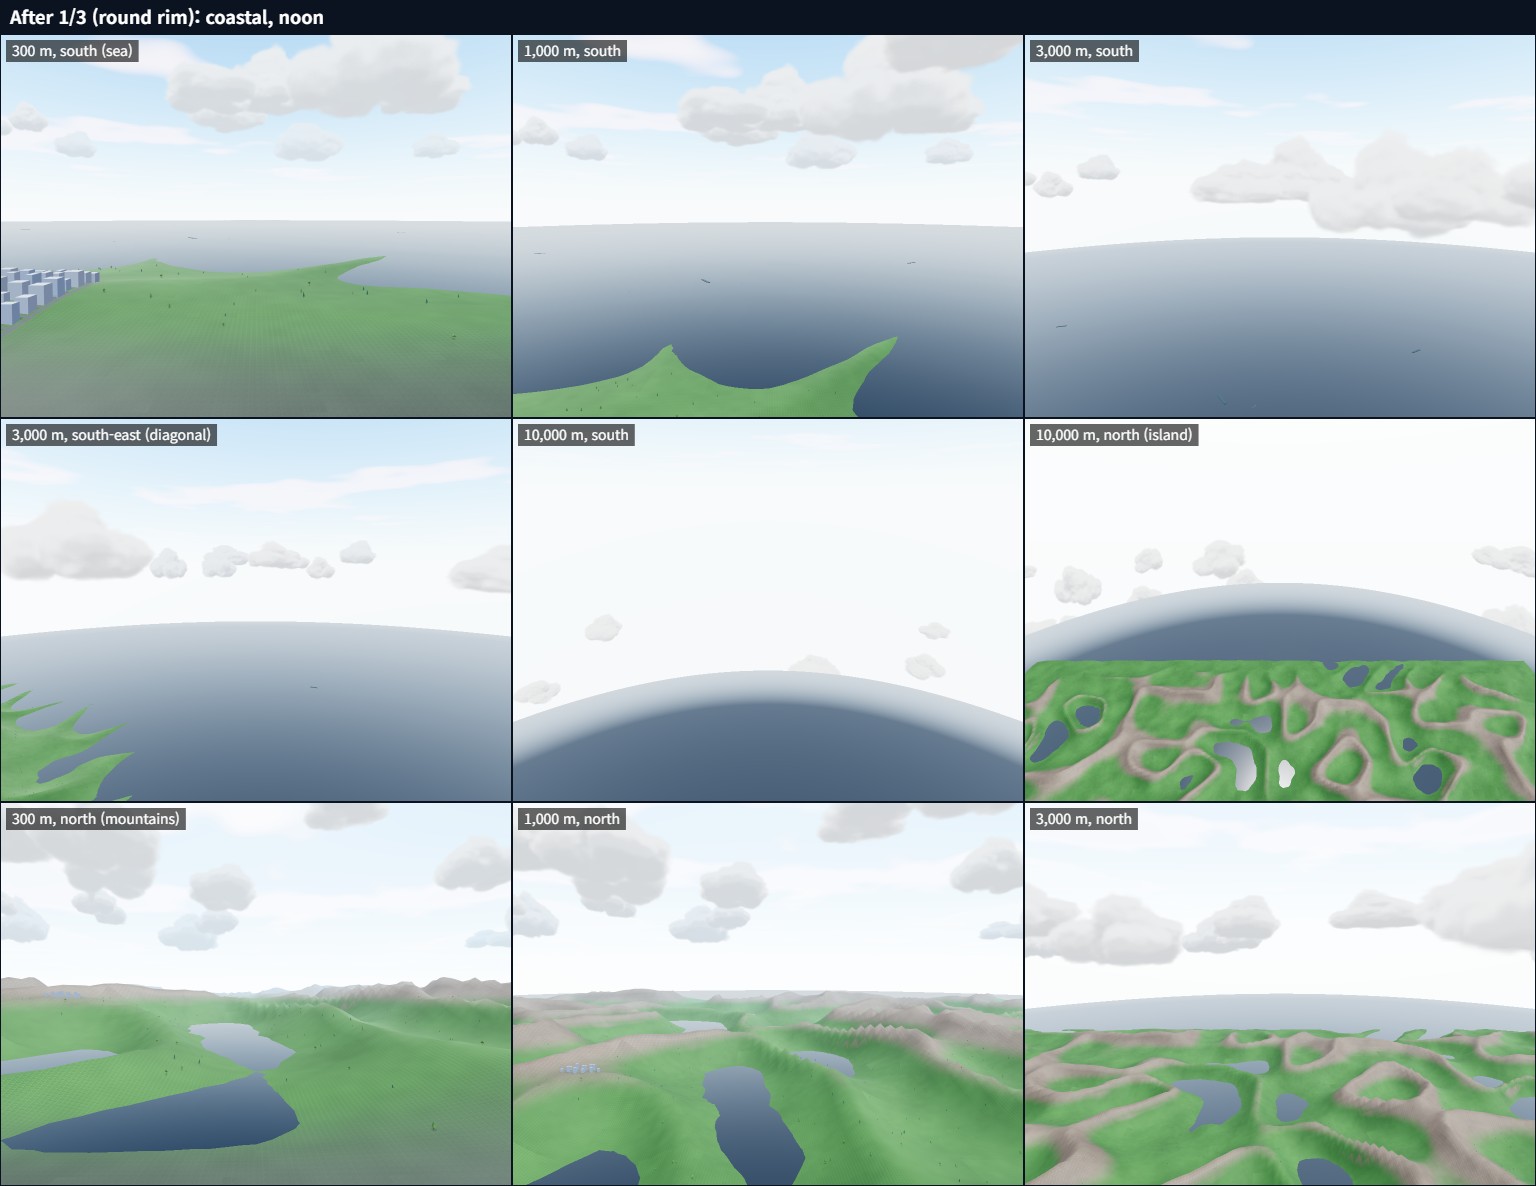 After 1/3 (round rim): coastal, noon
300 m, south (sea)
1,000 m, south
3,000 m, south
3,000 m, south-east (diagonal)
10,000 m, south
10,000 m, north (island)
300 m, north (mountains)
1,000 m, north
3,000 m, north